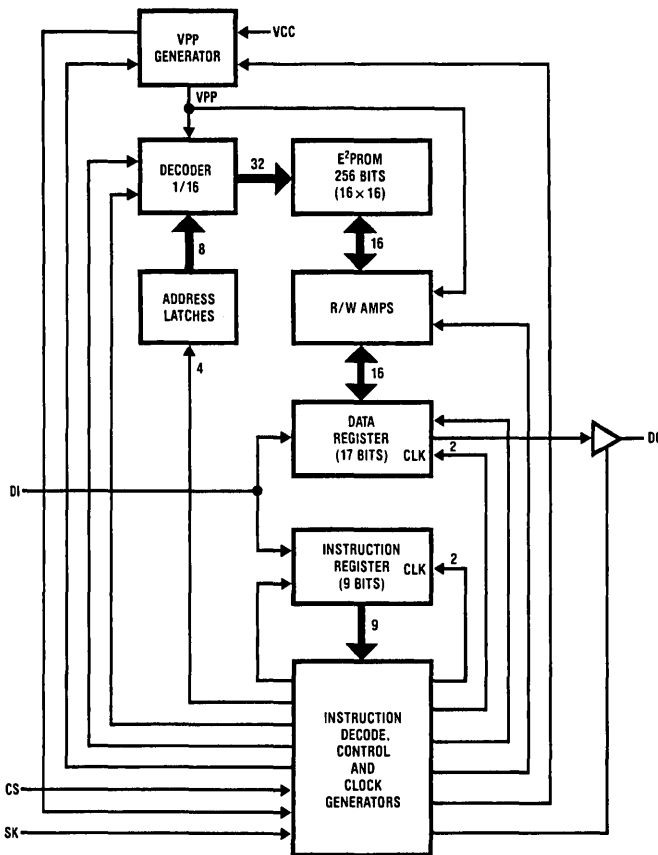 VPP
GENERATOR
VCC
VPP
DECODER
1/16
32
E²PROM
256 BITS
(16 × 16)
8
16
ADDRESS
LATCHES
R/W AMPS
4
16
DATA
REGISTER
(17 BITS)
CLK
2
DO
DI
INSTRUCTION
REGISTER
(9 BITS)
CLK
2
9
INSTRUCTION
DECODE,
CONTROL
AND
CLOCK
GENERATORS
CS
SK